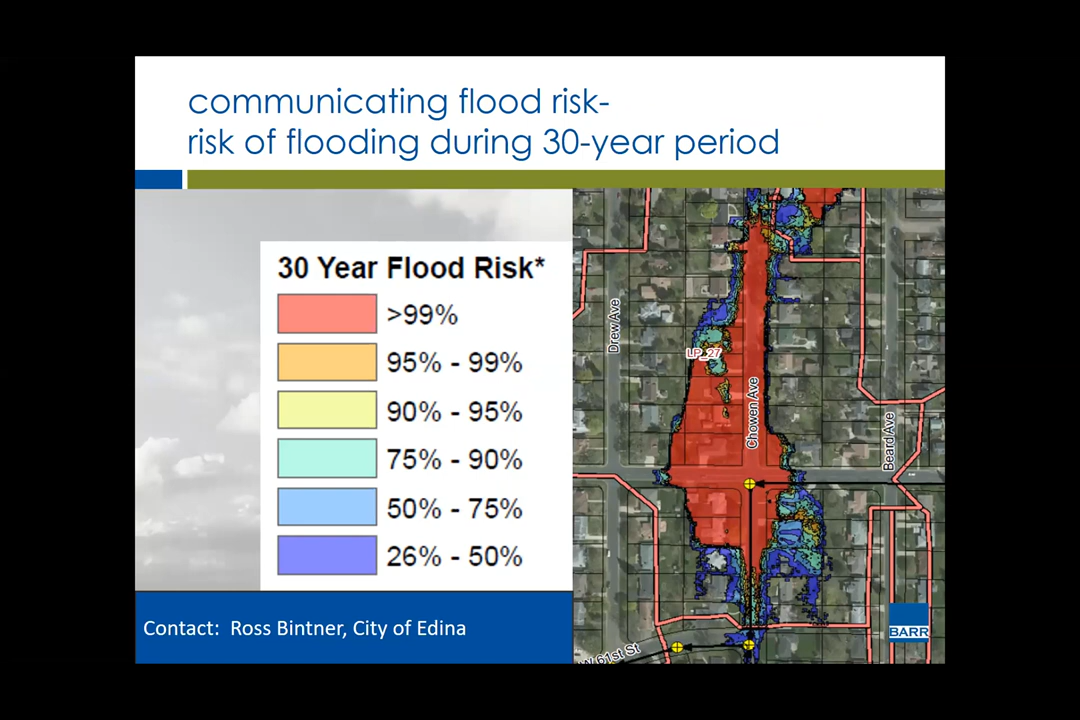 communicating flood risk-
risk of flooding during 30-year period
30 Year Flood Risk*
>99%
95% - 99%
90% - 95%
75% - 90%
50% - 75%
26% - 50%
Contact:  Ross Bintner, City of Edina
Drew Ave
LP_27
Chowen Ave
Beard Ave
W 61st St
BARR